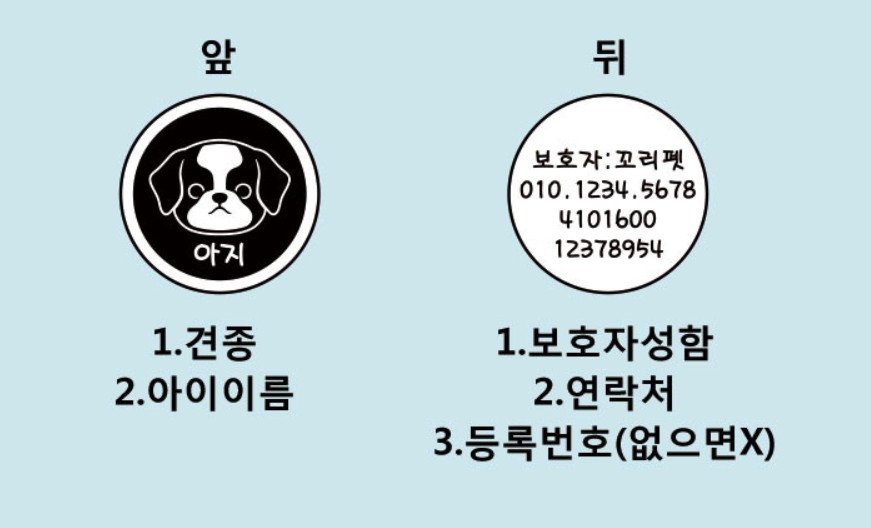 앞
아지
1.견종
2.아이이름
뒤
보호자:꼬리펫
010.1234.5678
4101600
12378954
1.보호자성함
2.연락처
3.등록번호(없으면X)